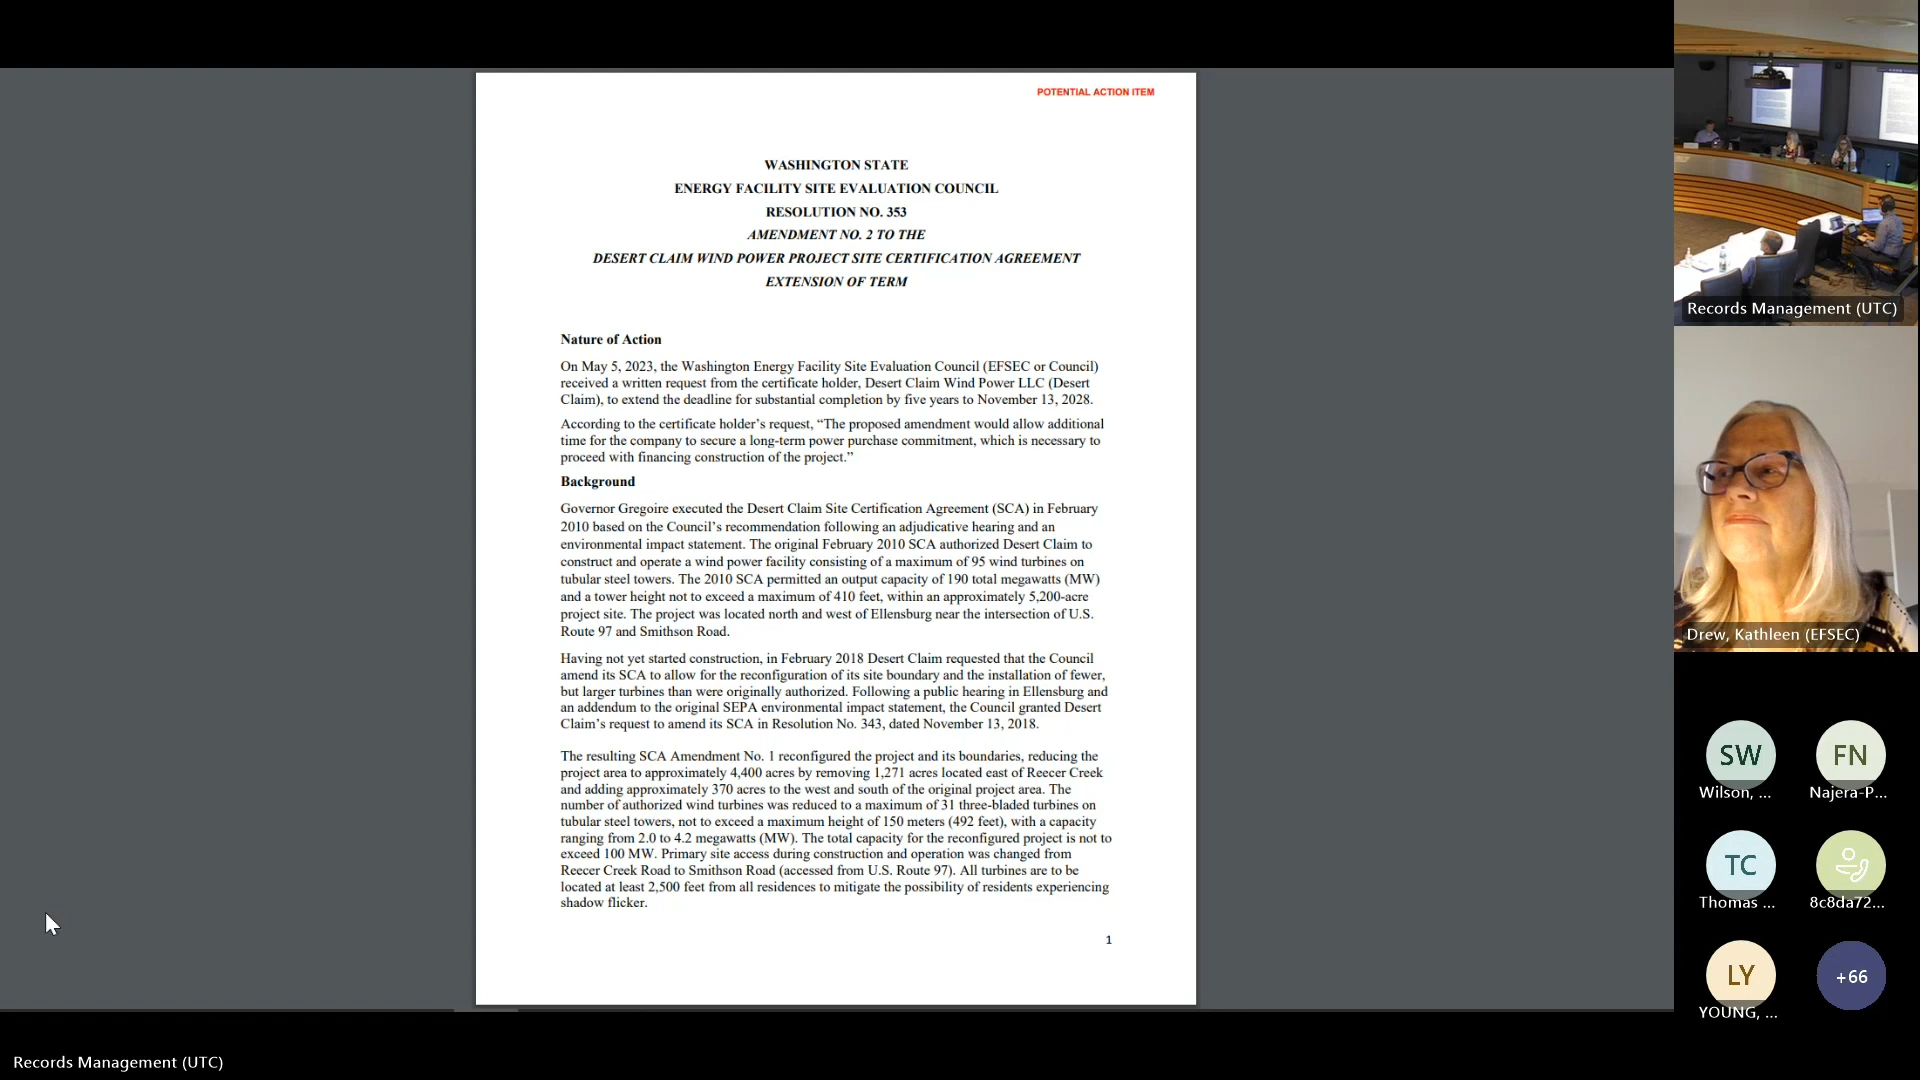 POTENTIAL ACTION ITEM
WASHINGTON STATE
ENERGY FACILITY SITE EVALUATION COUNCIL
RESOLUTION NO. 353
AMENDMENT NO. 2 TO THE
DESERT CLAIM WIND POWER PROJECT SITE CERTIFICATION AGREEMENT
EXTENSION OF TERM
Nature of Action
On May 5, 2023, the Washington Energy Facility Site Evaluation Council (EFSEC or Council)
received a written request from the certificate holder, Desert Claim Wind Power LLC (Desert
Claim), to extend the deadline for substantial completion by five years to November 13, 2028.
According to the certificate holder's request, “The proposed amendment would allow additional
time for the company to secure a long-term power purchase commitment, which is necessary to
proceed with financing construction of the project.”
Background
Governor Gregoire executed the Desert Claim Site Certification Agreement (SCA) in February
2010 based on the Council's recommendation following an adjudicative hearing and an
environmental impact statement. The original February 2010 SCA authorized Desert Claim to
construct and operate a wind power facility consisting of a maximum of 95 wind turbines on
tubular steel towers. The 2010 SCA permitted an output capacity of 190 total megawatts (MW)
and a tower height not to exceed a maximum of 410 feet, within an approximately 5,200-acre
project site. The project was located north and west of Ellensburg near the intersection of U.S.
Route 97 and Smithson Road.
Having not yet started construction, in February 2018 Desert Claim requested that the Council
amend its SCA to allow for the reconfiguration of its site boundary and the installation of fewer,
but larger turbines than were originally authorized. Following a public hearing in Ellensburg and
an addendum to the original SEPA environmental impact statement, the Council granted Desert
Claim's request to amend its SCA in Resolution No. 343, dated November 13, 2018.
The resulting SCA Amendment No. 1 reconfigured the project and its boundaries, reducing the
project area to approximately 4,400 acres by removing 1,271 acres located east of Reecer Creek
and adding approximately 370 acres to the west and south of the original project area. The
number of authorized wind turbines was reduced to a maximum of 31 three-bladed turbines on
tubular steel towers, not to exceed a maximum height of 150 meters (492 feet), with a capacity
ranging from 2.0 to 4.2 megawatts (MW). The total capacity for the reconfigured project is not to
exceed 100 MW. Primary site access during construction and operation was changed from
Reecer Creek Road to Smithson Road (accessed from U.S. Route 97). All turbines are to be
located at least 2,500 feet from all residences to mitigate the possibility of residents experiencing
shadow flicker.
1
Records Management (UTC)
Drew, Kathleen (EFSEC)
SW
Wilson, ...
FN
Najera-P...
TC
Thomas ...
8c8da72...
LY
YOUNG, ...
+66
Records Management (UTC)